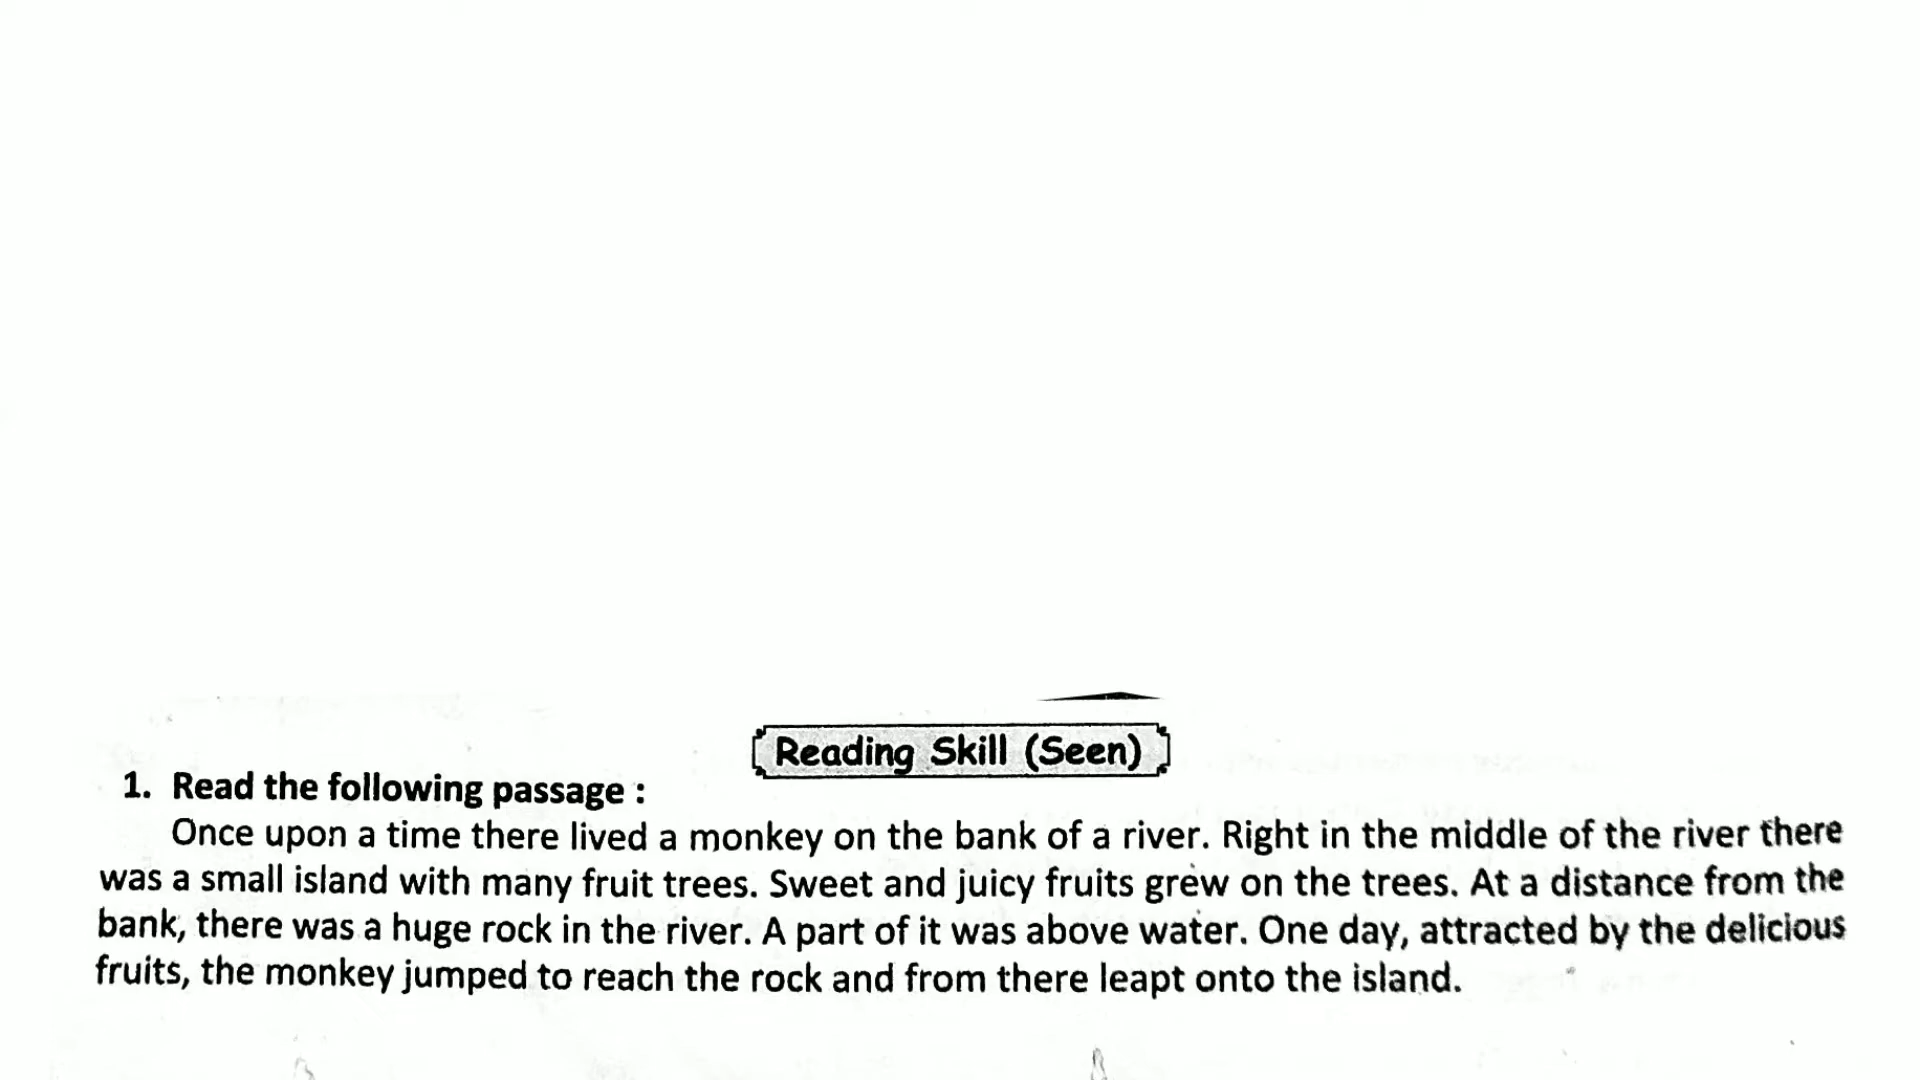 Reading Skill (Seen)
1. Read the following passage :
Once upon a time there lived a monkey on the bank of a river. Right in the middle of the river there
was a small island with many fruit trees. Sweet and juicy fruits grew on the trees. At a distance from the
bank, there was a huge rock in the river. A part of it was above water. One day, attracted by the delicious
fruits, the monkey jumped to reach the rock and from there leapt onto the island.